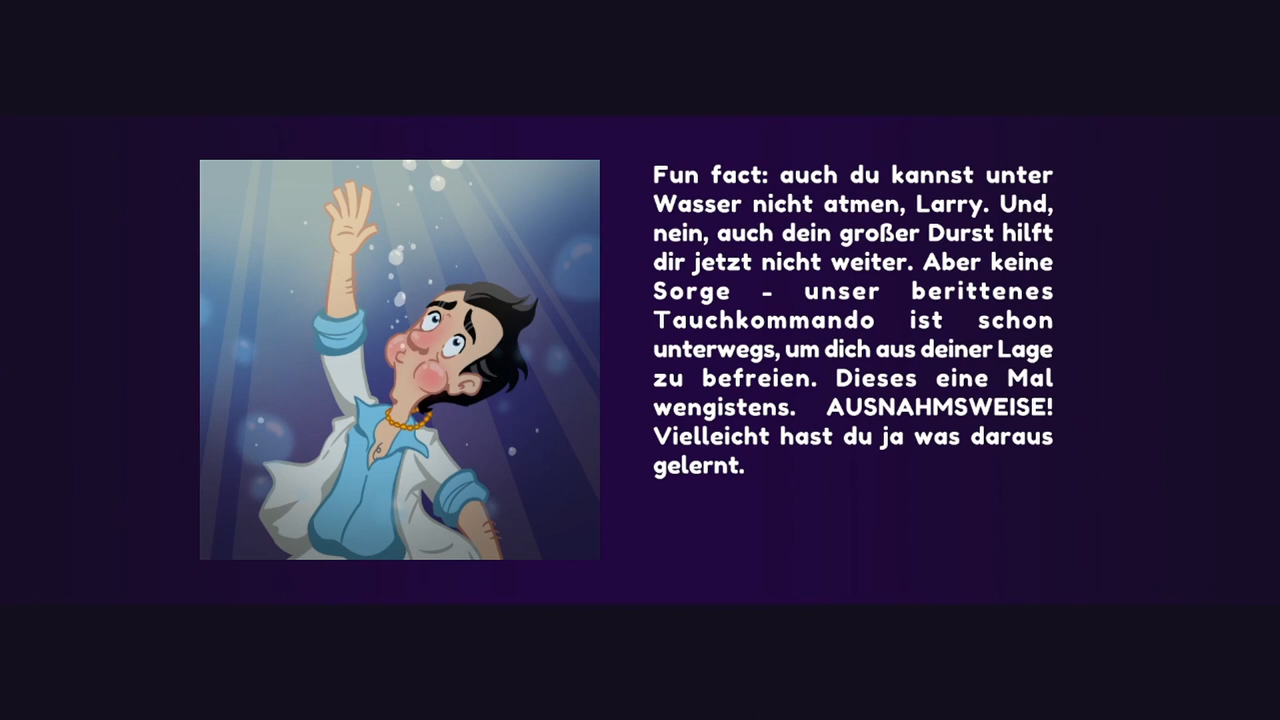 Fun fact: auch du kannst unter
Wasser nicht atmen, Larry. Und,
nein, auch dein großer Durst hilft
dir jetzt nicht weiter. Aber keine
Sorge - unser berittenes
Tauchkommando ist schon
unterwegs, um dich aus deiner Lage
zu befreien. Dieses eine Mal
wengistens. AUSNAHMSWEISE!
Vielleicht hast du ja was daraus
gelernt.